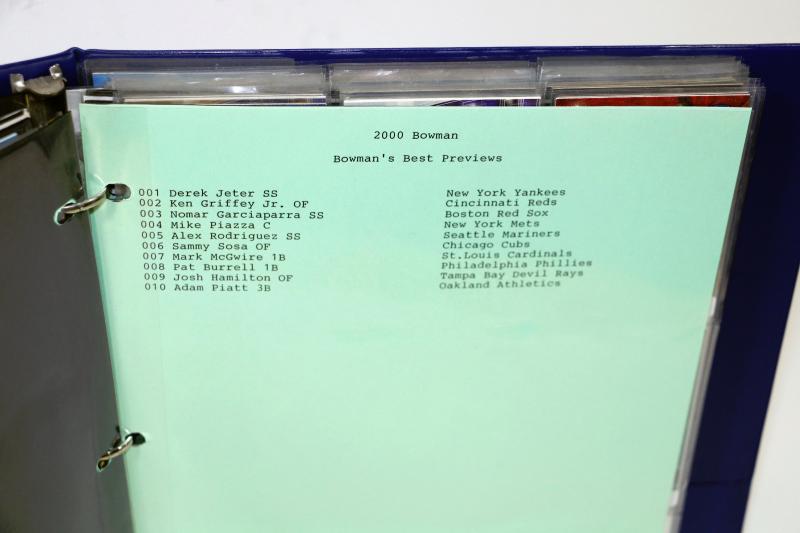 2000 Bowman
Bowman's Best Previews
001 Derek Jeter SS New York Yankees
002 Ken Griffey Jr. OF Cincinnati Reds
003 Nomar Garciaparra SS Boston Red Sox
004 Mike Piazza C New York Mets
005 Alex Rodriguez SS Seattle Mariners
006 Sammy Sosa OF Chicago Cubs
007 Mark McGwire 1B St.Louis Cardinals
008 Pat Burrell 1B Philadelphia Phillies
009 Josh Hamilton OF Tampa Bay Devil Rays
010 Adam Piatt 3B Oakland Athletics